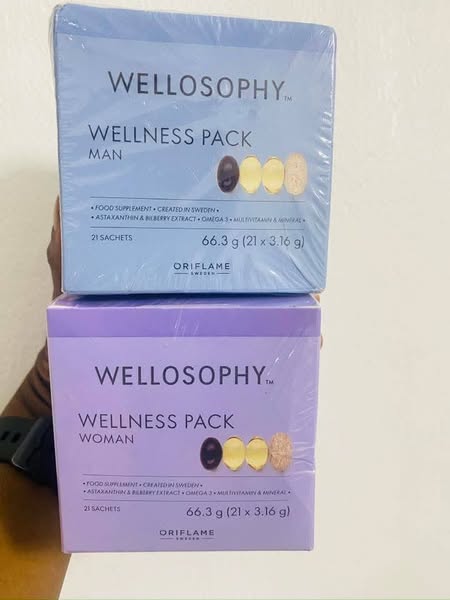 WELLOSOPHY™
WELLNESS PACK
MAN
• FOOD SUPPLEMENT • CREATED IN SWEDEN •
• ASTAXANTHIN & BILBERRY EXTRACT • OMEGA 3 • MULTIVITAMIN & MINERAL •
21 SACHETS 66.3 g (21 x 3.16 g)
ORIFLAME
SWEDEN
WELLOSOPHY™
WELLNESS PACK
WOMAN
• FOOD SUPPLEMENT • CREATED IN SWEDEN •
• ASTAXANTHIN & BILBERRY EXTRACT • OMEGA 3 • MULTIVITAMIN & MINERAL •
21 SACHETS 66.3 g (21 x 3.16 g)
ORIFLAME
SWEDEN